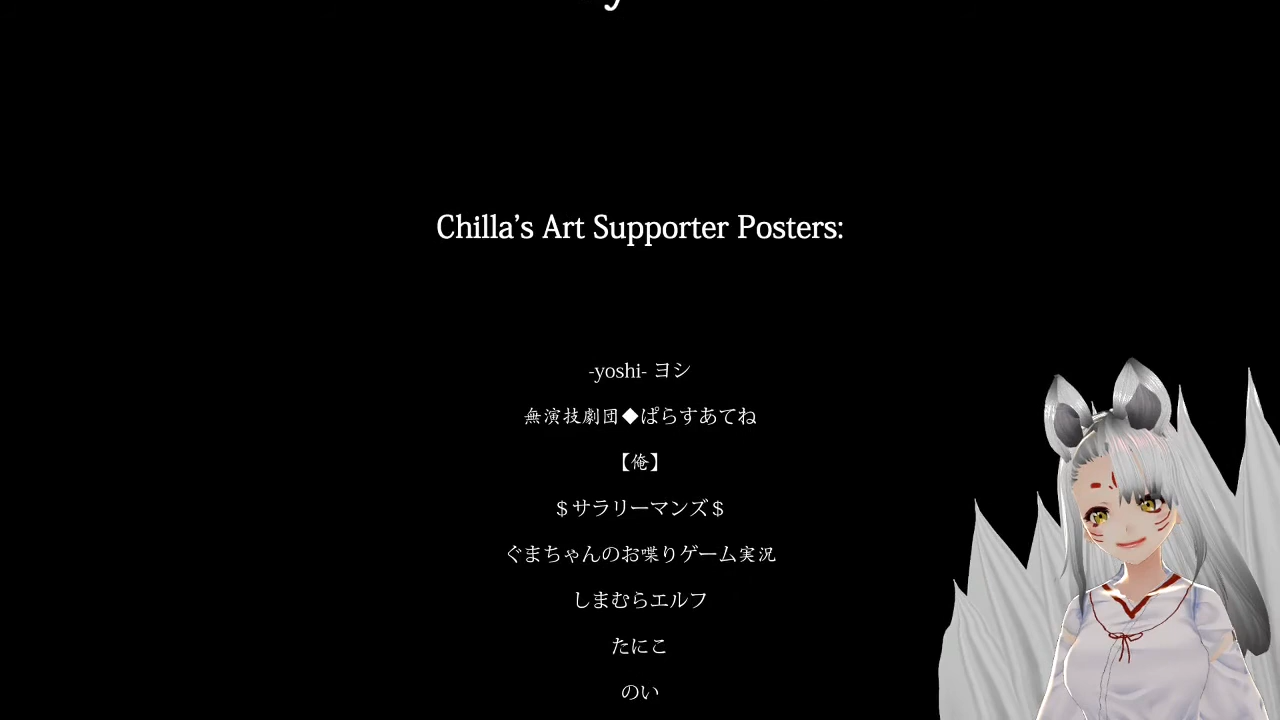 Chilla’s Art Supporter Posters:
-yoshi- ヨシ
無演技劇団◆ぱらすあてね
【俺】
＄サラリーマンズ＄
ぐまちゃんのお喋りゲーム実況
しまむらエルフ
たにこ
のい